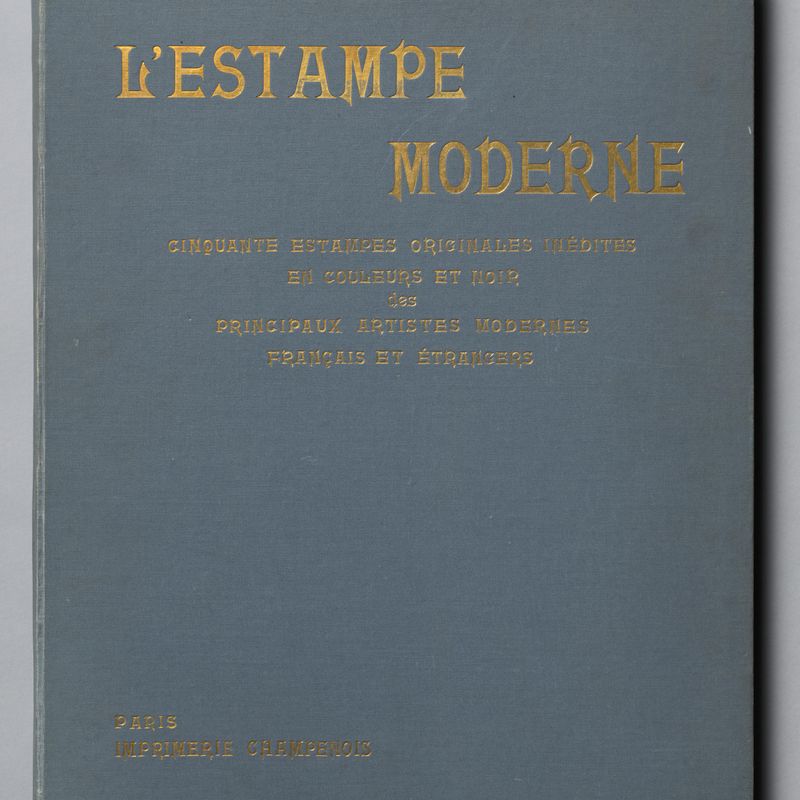 L'ESTAMPE
MODERNE
CINQUANTE ESTAMPES ORIGINALES INÉDITES
EN COULEURS ET NOIR
des
PRINCIPAUX ARTISTES MODERNES
FRANÇAIS ET ÉTRANGERS
PARIS
IMPRIMERIE CHAMPENOIS